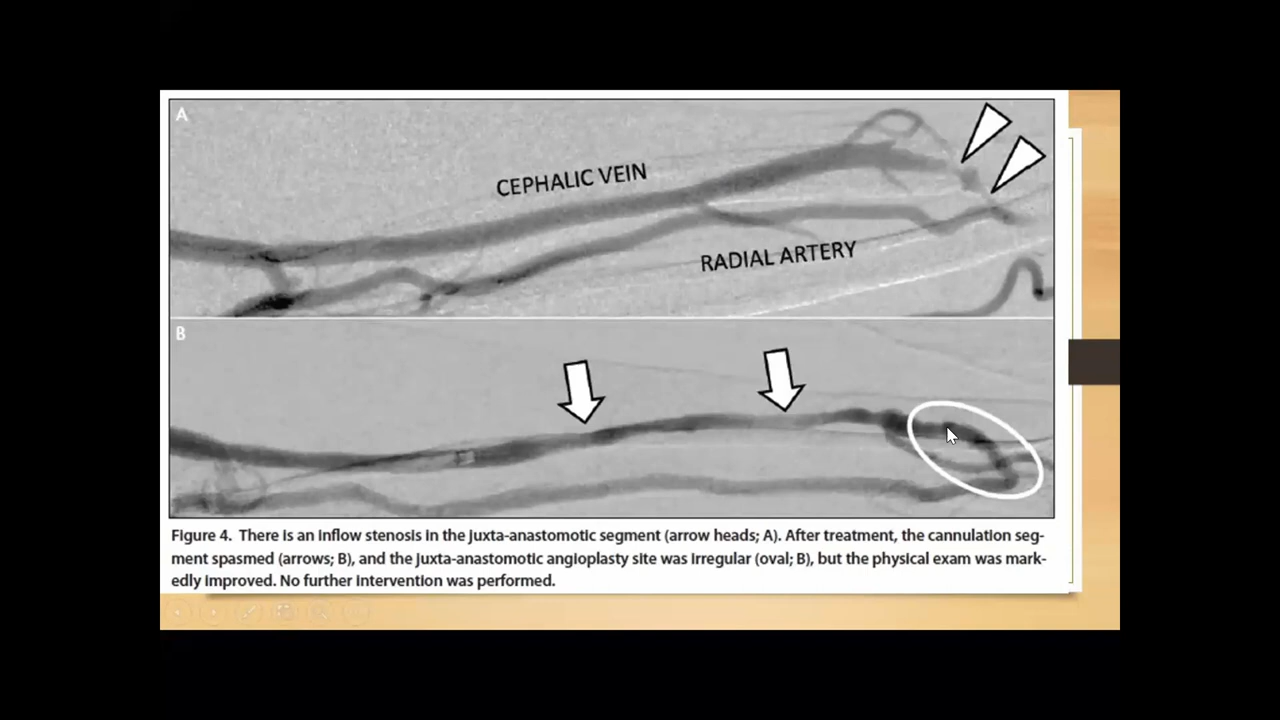 A
CEPHALIC VEIN
RADIAL ARTERY
B
Figure 4. There is an inflow stenosis in the juxta-anastomotic segment (arrow heads; A). After treatment, the cannulation seg-
ment spasmed (arrows; B), and the juxta-anastomotic angioplasty site was irregular (oval; B), but the physical exam was mark-
edly improved. No further intervention was performed.